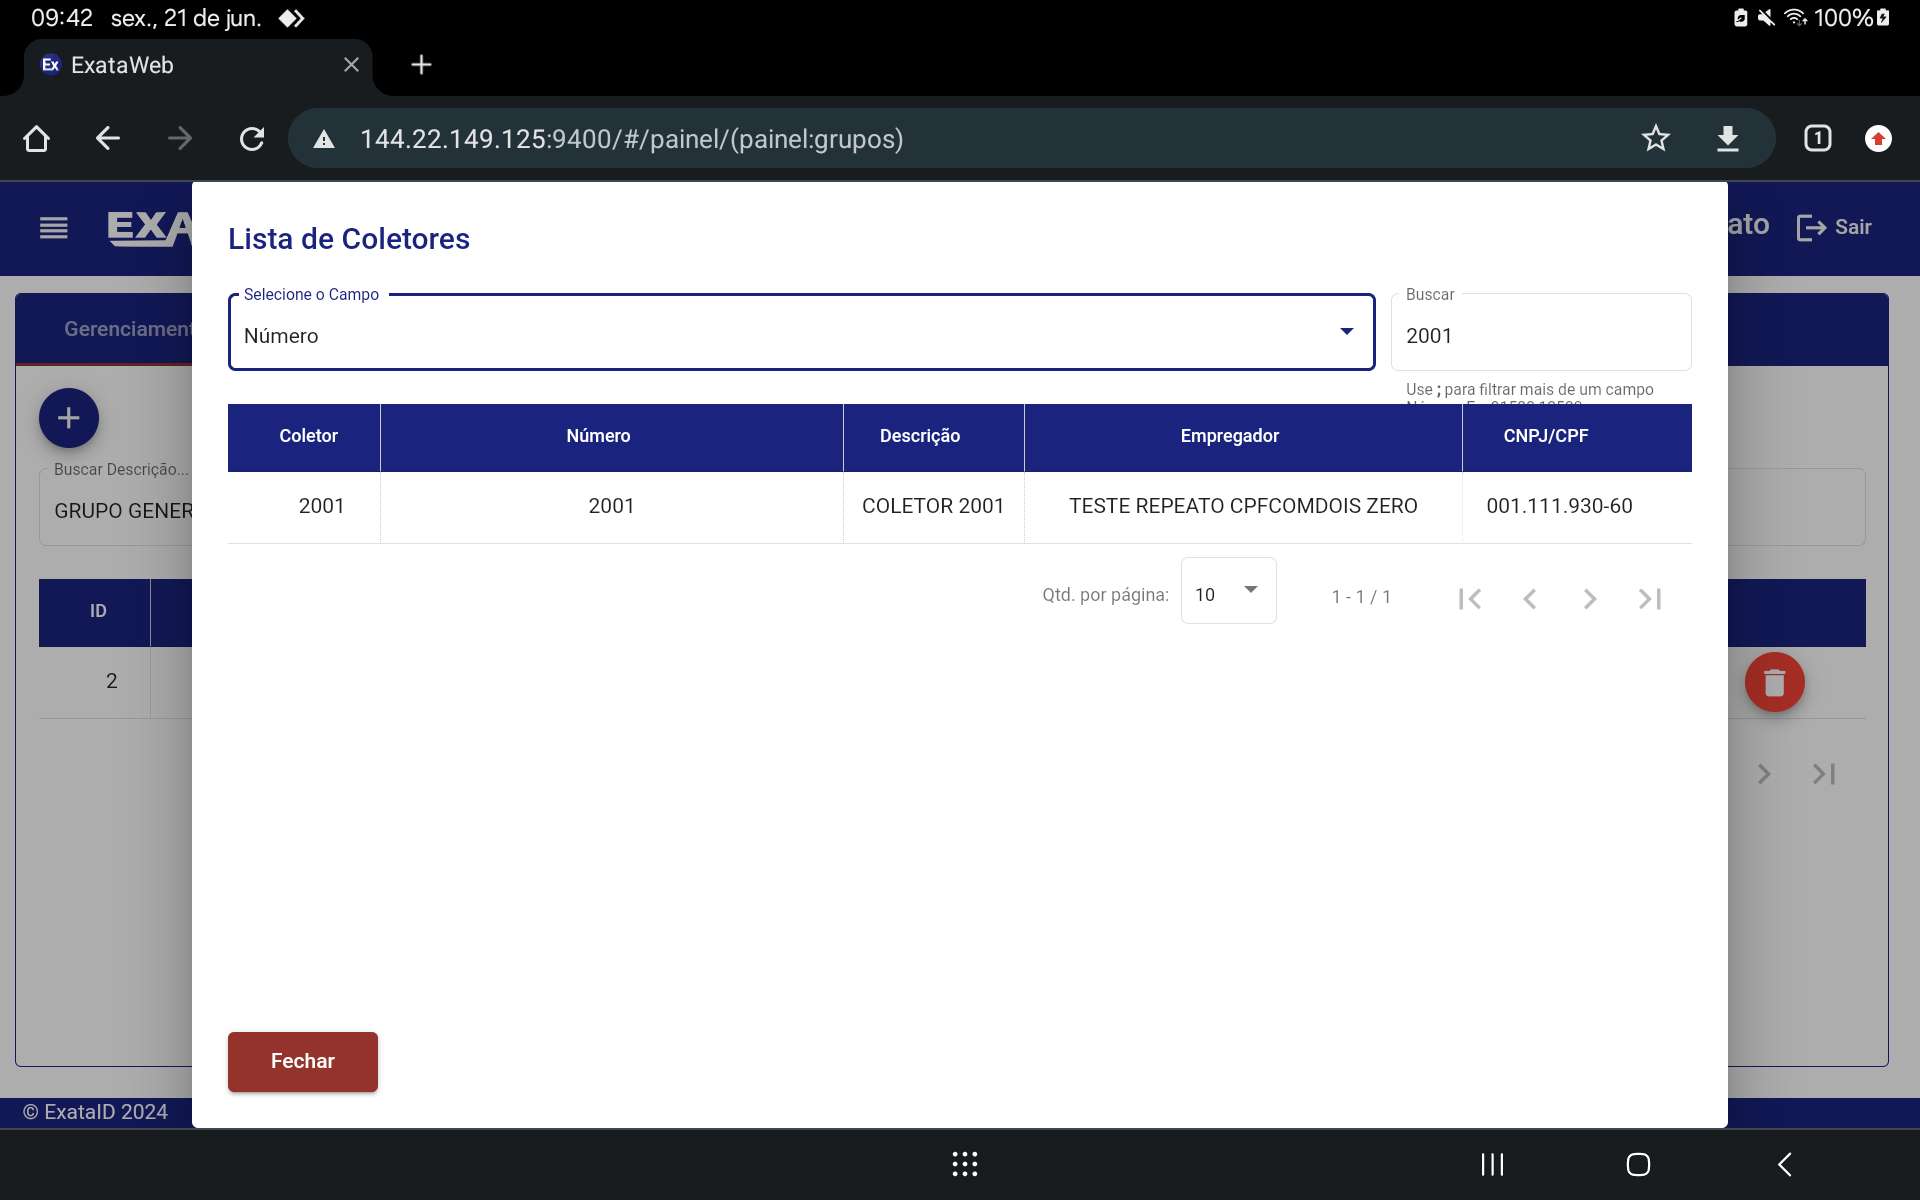 09:42 sex., 21 de jun. 100%
Ex ExataWeb
144.22.149.125:9400/#/painel/(painel:grupos) 1
EXA ato Sair
Lista de Coletores
Selecione o Campo Buscar
Número 2001
Gerenciament
Use ; para filtrar mais de um campo
Coletor Número Descrição Empregador CNPJ/CPF
Buscar Descrição...
2001 2001 COLETOR 2001 TESTE REPEATO CPFCOMDOIS ZERO 001.111.930-60
GRUPO GENER
Qtd. por página: 10 1 - 1 / 1
ID
2
Fechar
© ExataID 2024